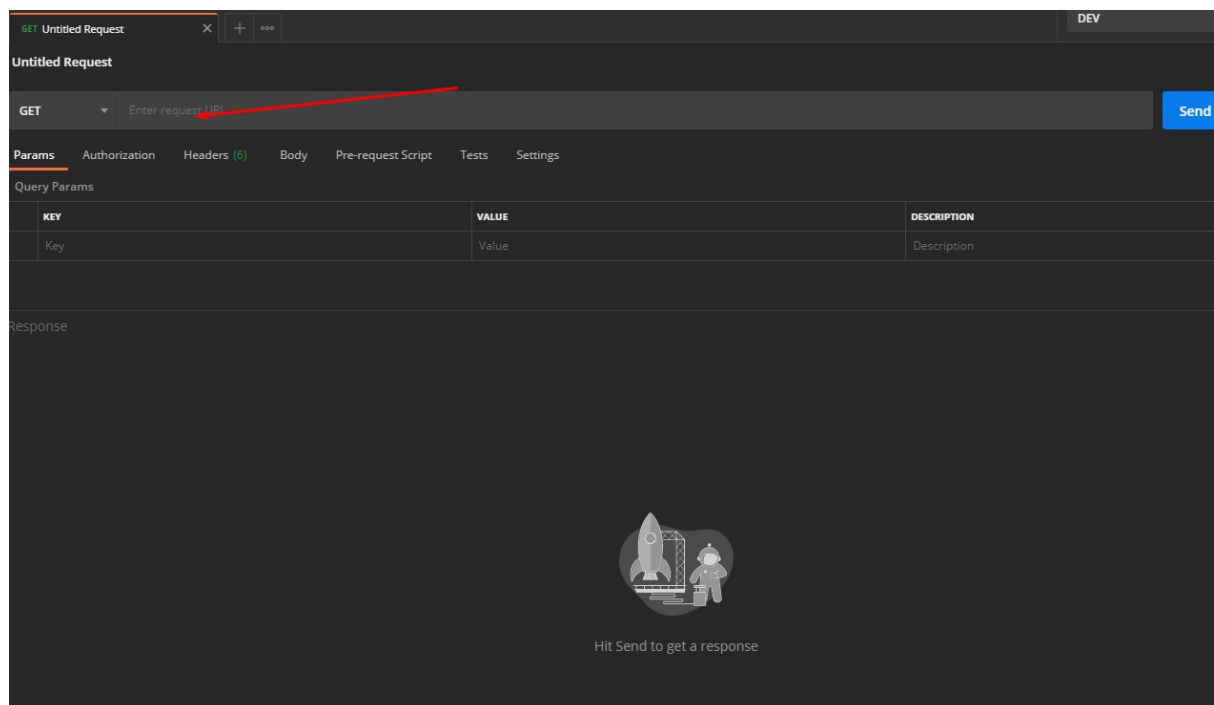 GET Untitled Request
DEV
Untitled Request
GET Enter request URL Send
Params Authorization Headers (6) Body Pre-request Script Tests Settings
Query Params
KEY VALUE DESCRIPTION
Key Value Description
Response
Hit Send to get a response